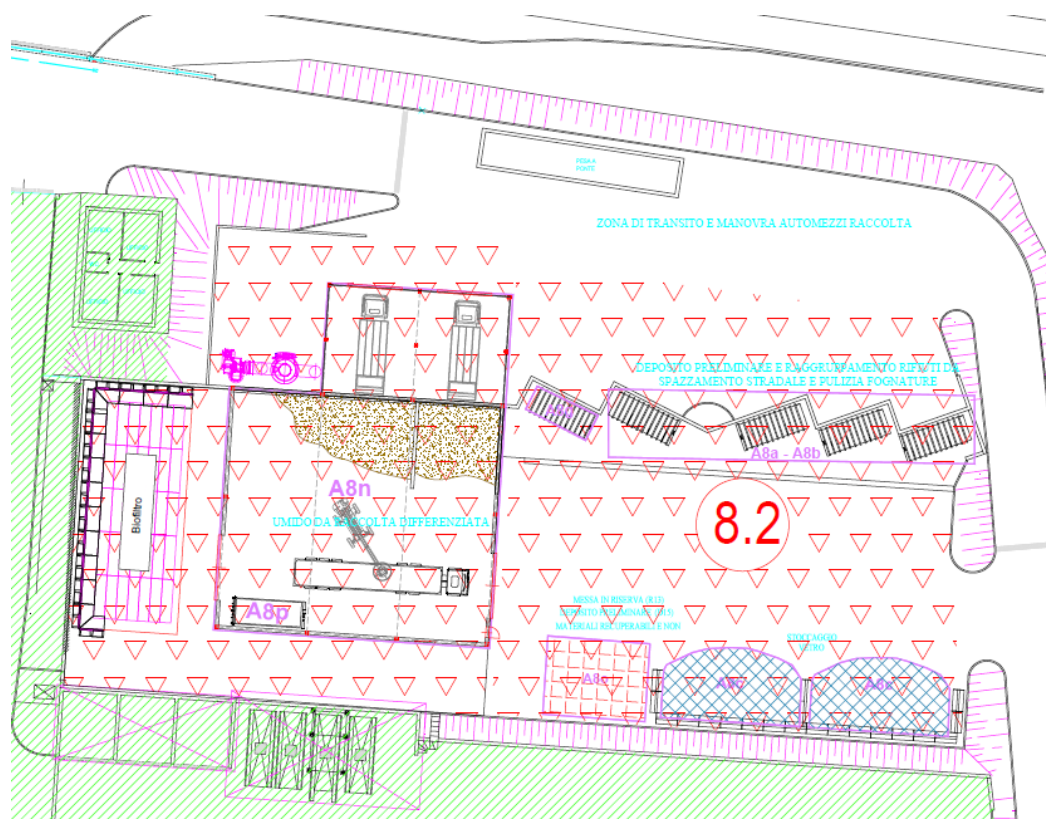 PESA A
PONTE
ZONA DI TRANSITO E MANOVRA AUTOMEZZI RACCOLTA
DEPOSITO PRELIMINARE E RAGGRUPPAMENTO RIFIUTI DA
SPAZZAMENTO STRADALE E PULIZIA FOGNATURE
A8a - A8b
A8n
8.2
Biofiltro
UMIDO DA RACCOLTA DIFFERENZIATA
A8p
MESSA IN RISERVA (R13)
DEPOSITO PRELIMINARE (D15)
MATERIALI RECUPERABILI E NON
STOCCAGGIO
VETRO